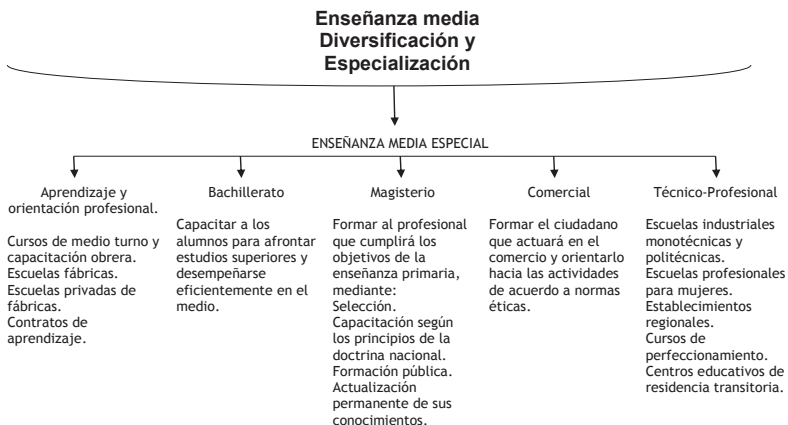 Enseñanza media
Diversificación y
Especialización
ENSEÑANZA MEDIA ESPECIAL
Aprendizaje y
orientación profesional.
Cursos de medio turno y
capacitación obrera.
Escuelas fábricas.
Escuelas privadas de
fábricas.
Contratos de
aprendizaje.
Bachillerato
Capacitar a los
alumnos para afrontar
estudios superiores y
desempeñarse
eficientemente en el
medio.
Magisterio
Formar al profesional
que cumplirá los
objetivos de la
enseñanza primaria,
mediante:
Selección.
Capacitación según
los principios de la
doctrina nacional.
Formación pública.
Actualización
permanente de sus
conocimientos.
Comercial
Formar el ciudadano
que actuará en el
comercio y orientarlo
hacia las actividades
de acuerdo a normas
éticas.
Técnico-Profesional
Escuelas industriales
monotécnicas y
politécnicas.
Escuelas profesionales
para mujeres.
Establecimientos
regionales.
Cursos de
perfeccionamiento.
Centros educativos de
residencia transitoria.